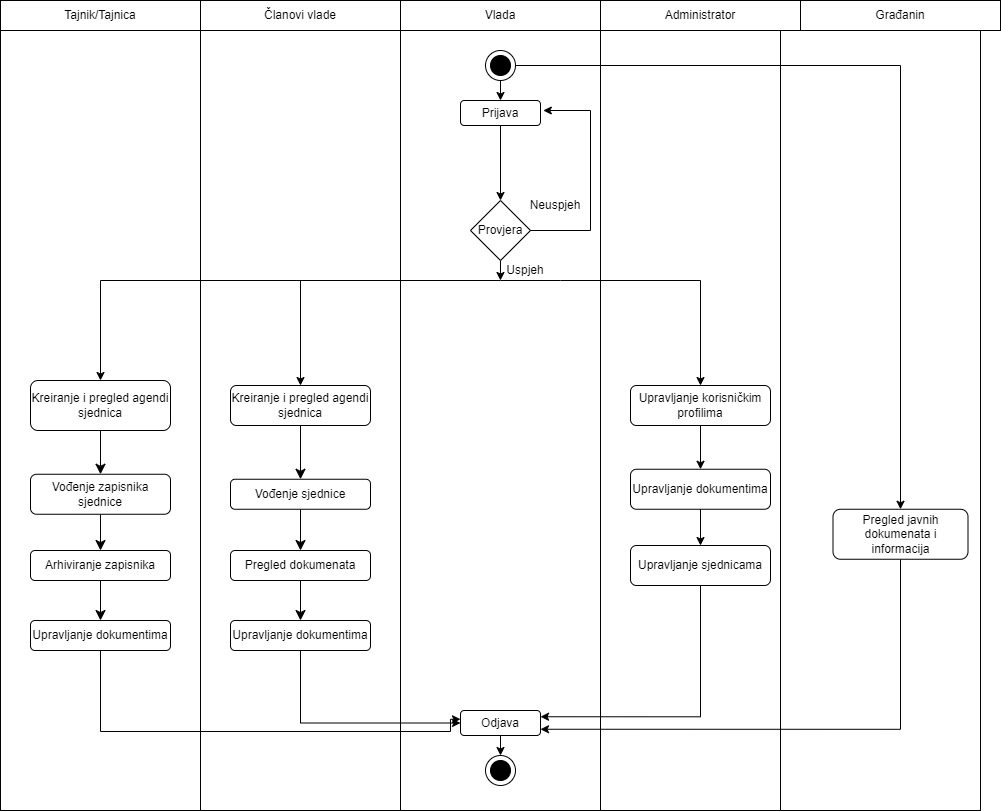 Tajnik/Tajnica
Članovi vlade
Vlada
Administrator
Građanin
Prijava
Neuspjeh
Provjera
Uspjeh
Kreiranje i pregled agendi
sjednica
Kreiranje i pregled agendi
sjednica
Upravljanje korisničkim
profilima
Vođenje zapisnika
sjednice
Vođenje sjednice
Upravljanje dokumentima
Pregled javnih
dokumenata i
informacija
Arhiviranje zapisnika
Pregled dokumenata
Upravljanje sjednicama
Upravljanje dokumentima
Upravljanje dokumentima
Odjava